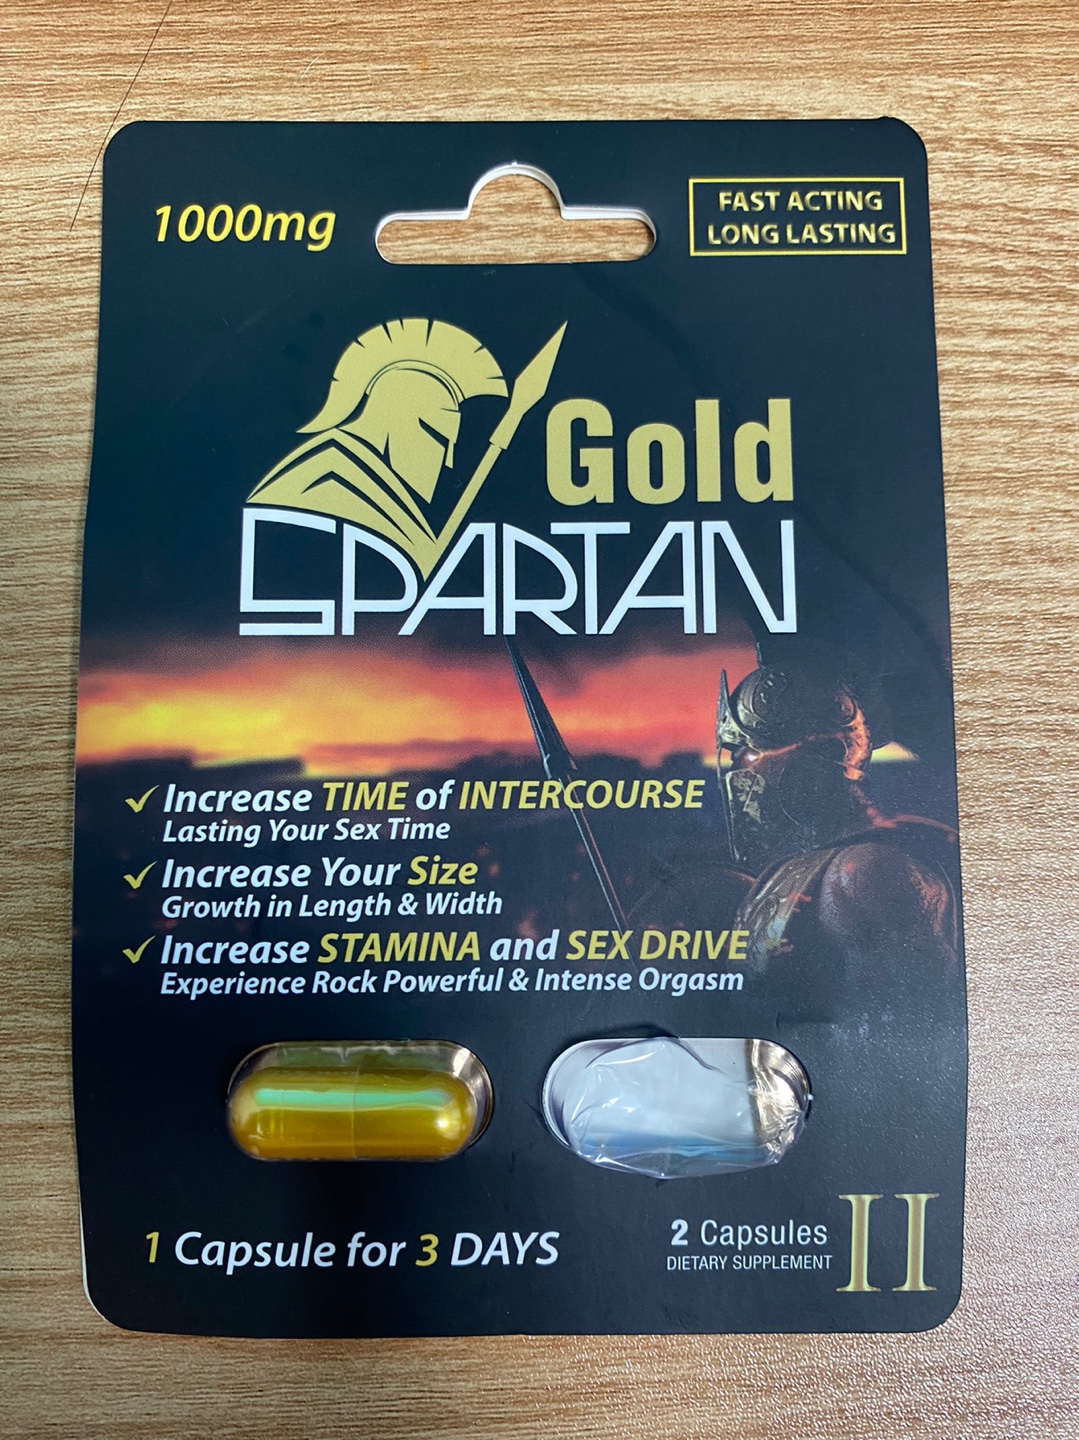 1000mg
FAST ACTING
LONG LASTING
Gold
SPARTAN
Increase TIME of INTERCOURSE
Lasting Your Sex Time
Increase Your Size
Growth in Length & Width
Increase STAMINA and SEX DRIVE
Experience Rock Powerful & Intense Orgasm
1 Capsule for 3 DAYS
2 Capsules
DIETARY SUPPLEMENT
II